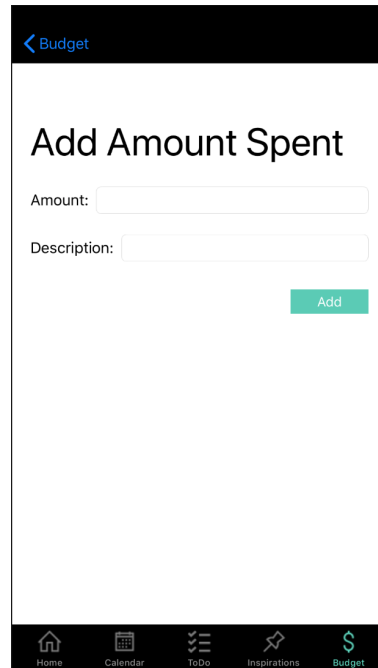 Budget
Add Amount Spent
Amount:
Description:
Add
Home Calendar ToDo Inspirations Budget